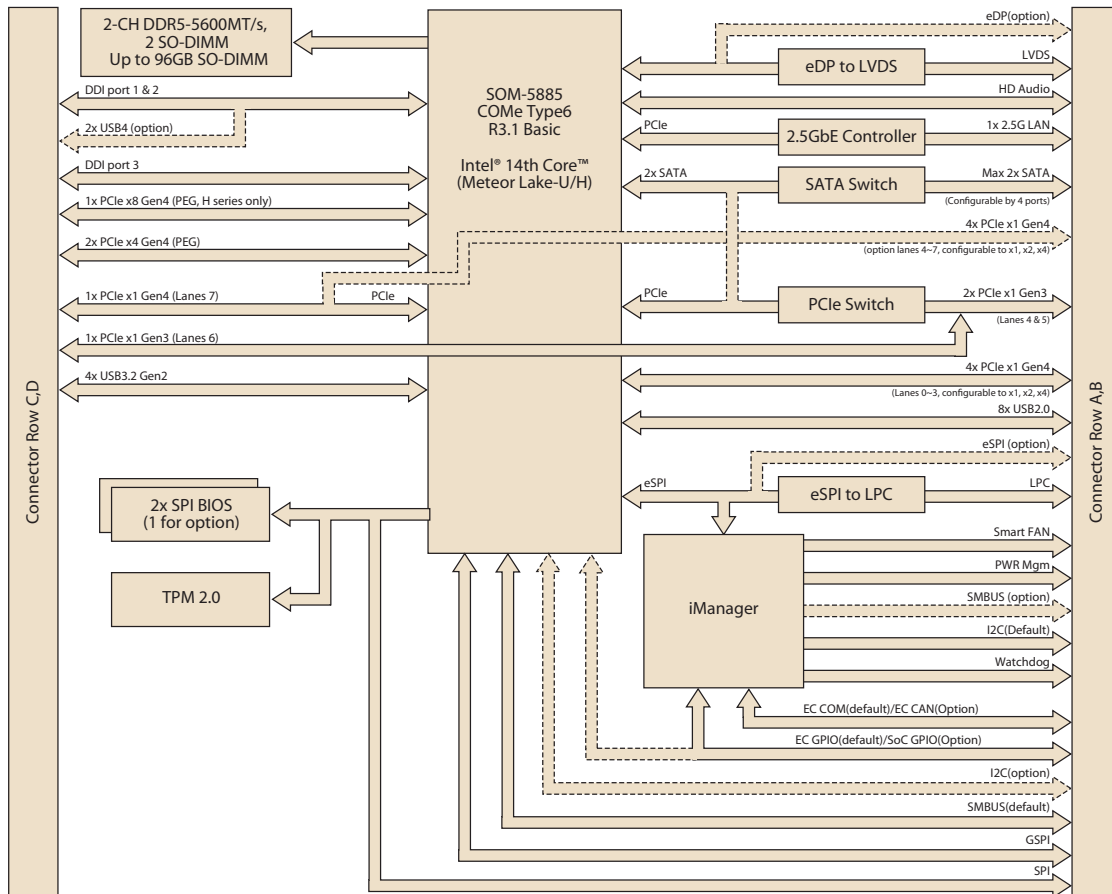 2-CH DDR5-5600MT/s,
2 SO-DIMM
Up to 96GB SO-DIMM
DDI port 1 & 2
2x USB4 (option)
DDI port 3
1x PCIe x8 Gen4 (PEG, H series only)
2x PCIe x4 Gen4 (PEG)
1x PCIe x1 Gen4 (Lanes 7)
PCIe
1x PCIe x1 Gen3 (Lanes 6)
4x USB3.2 Gen2
Connector Row C,D
2x SPI BIOS
(1 for option)
TPM 2.0
SOM-5885
COMe Type6
R3.1 Basic
Intel® 14th Core™
(Meteor Lake-U/H)
eDP(option)
eDP to LVDS
LVDS
HD Audio
PCIe
2.5GbE Controller
1x 2.5G LAN
2x SATA
SATA Switch
Max 2x SATA
(Configurable by 4 ports)
4x PCIe x1 Gen4
(option lanes 4~7, configurable to x1, x2, x4)
PCIe
PCIe Switch
2x PCIe x1 Gen3
(Lanes 4 & 5)
4x PCIe x1 Gen4
(Lanes 0~3, configurable to x1, x2, x4)
8x USB2.0
eSPI (option)
eSPI
eSPI to LPC
LPC
iManager
Smart FAN
PWR Mgm
SMBUS (option)
I2C(Default)
Watchdog
EC COM(default)/EC CAN(Option)
EC GPIO(default)/SoC GPIO(Option)
I2C(option)
SMBUS(default)
GSPI
SPI
Connector Row A,B